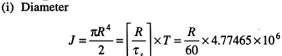 (i) Diameter
J = πR⁴/2 = [R/τₛ] × T = R/60 × 4.77465 × 10⁶